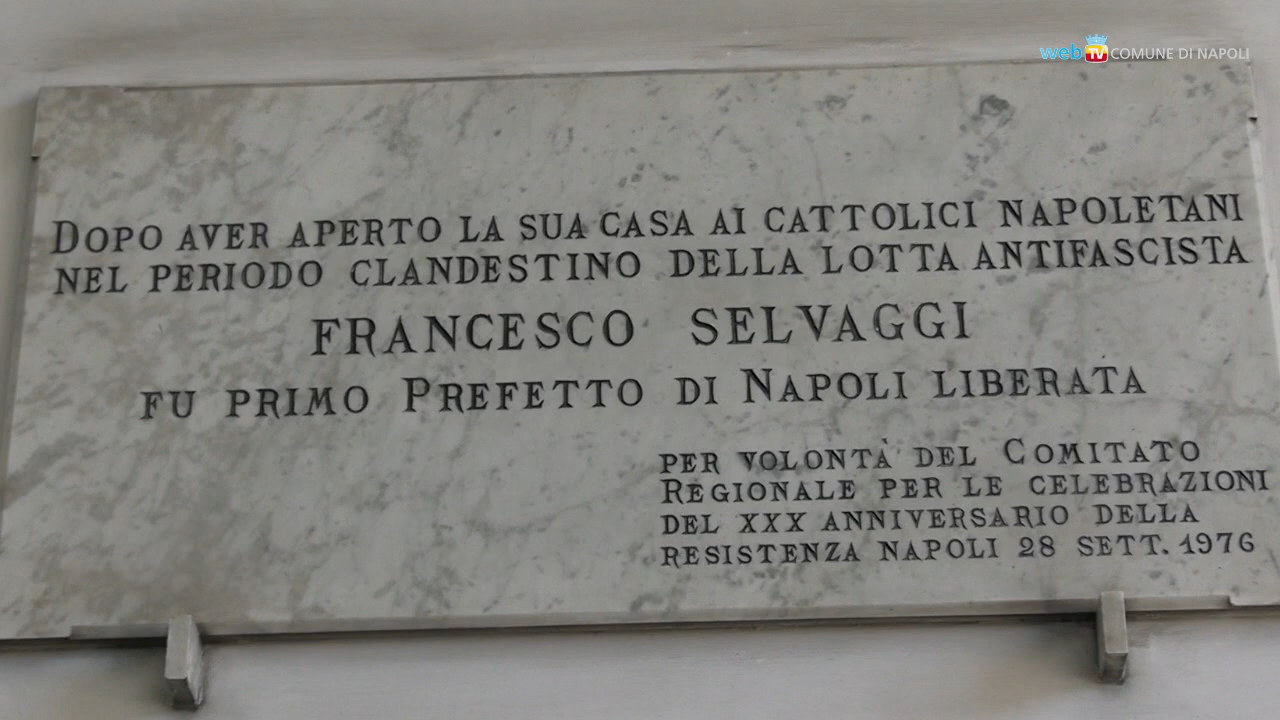 web TV COMUNE DI NAPOLI
DOPO AVER APERTO LA SUA CASA AI CATTOLICI NAPOLETANI
NEL PERIODO CLANDESTINO DELLA LOTTA ANTIFASCISTA
FRANCESCO SELVAGGI
FU PRIMO PREFETTO DI NAPOLI LIBERATA
PER VOLONTÀ DEL COMITATO
REGIONALE PER LE CELEBRAZIONI
DEL XXX ANNIVERSARIO DELLA
RESISTENZA NAPOLI 28 SETT. 1976